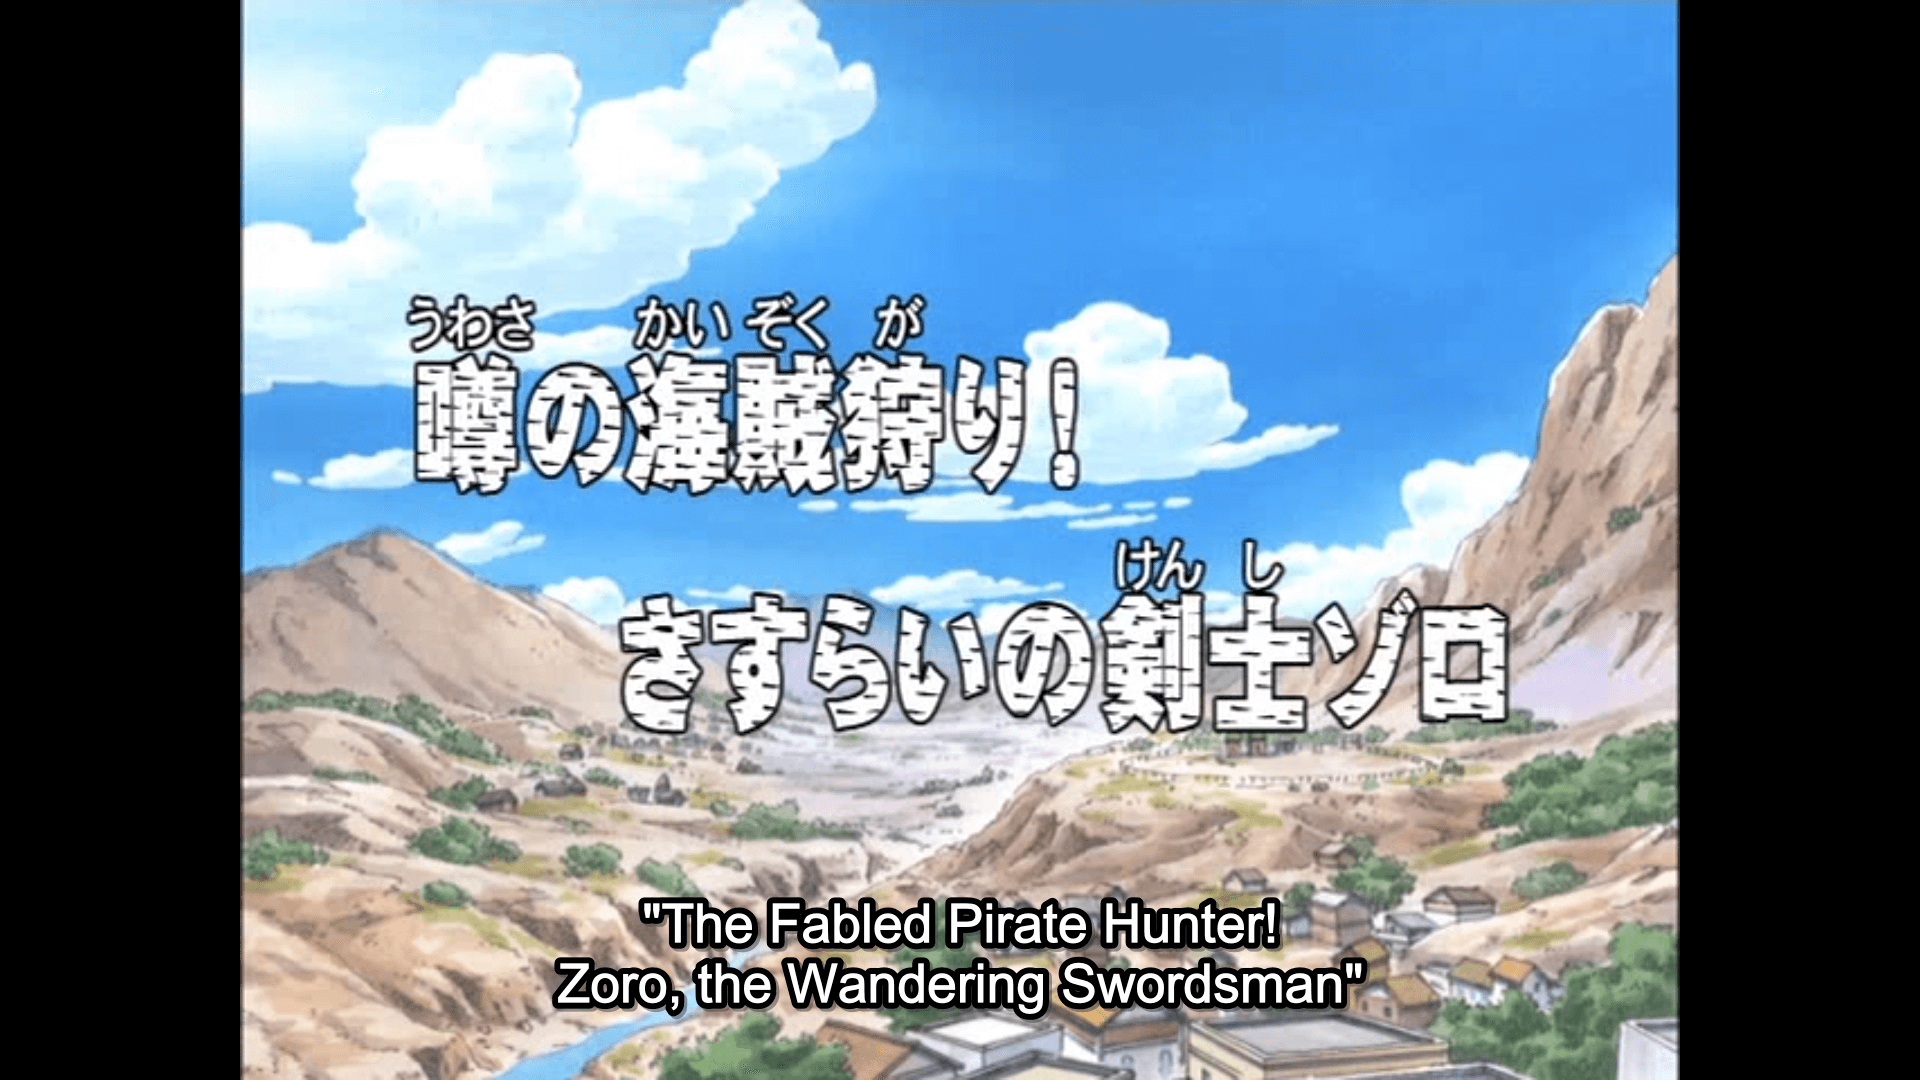 うわさ かいぞくが
噂の海賊狩り!
けんし
さすらいの剣士ゾロ
"The Fabled Pirate Hunter!
Zoro, the Wandering Swordsman"